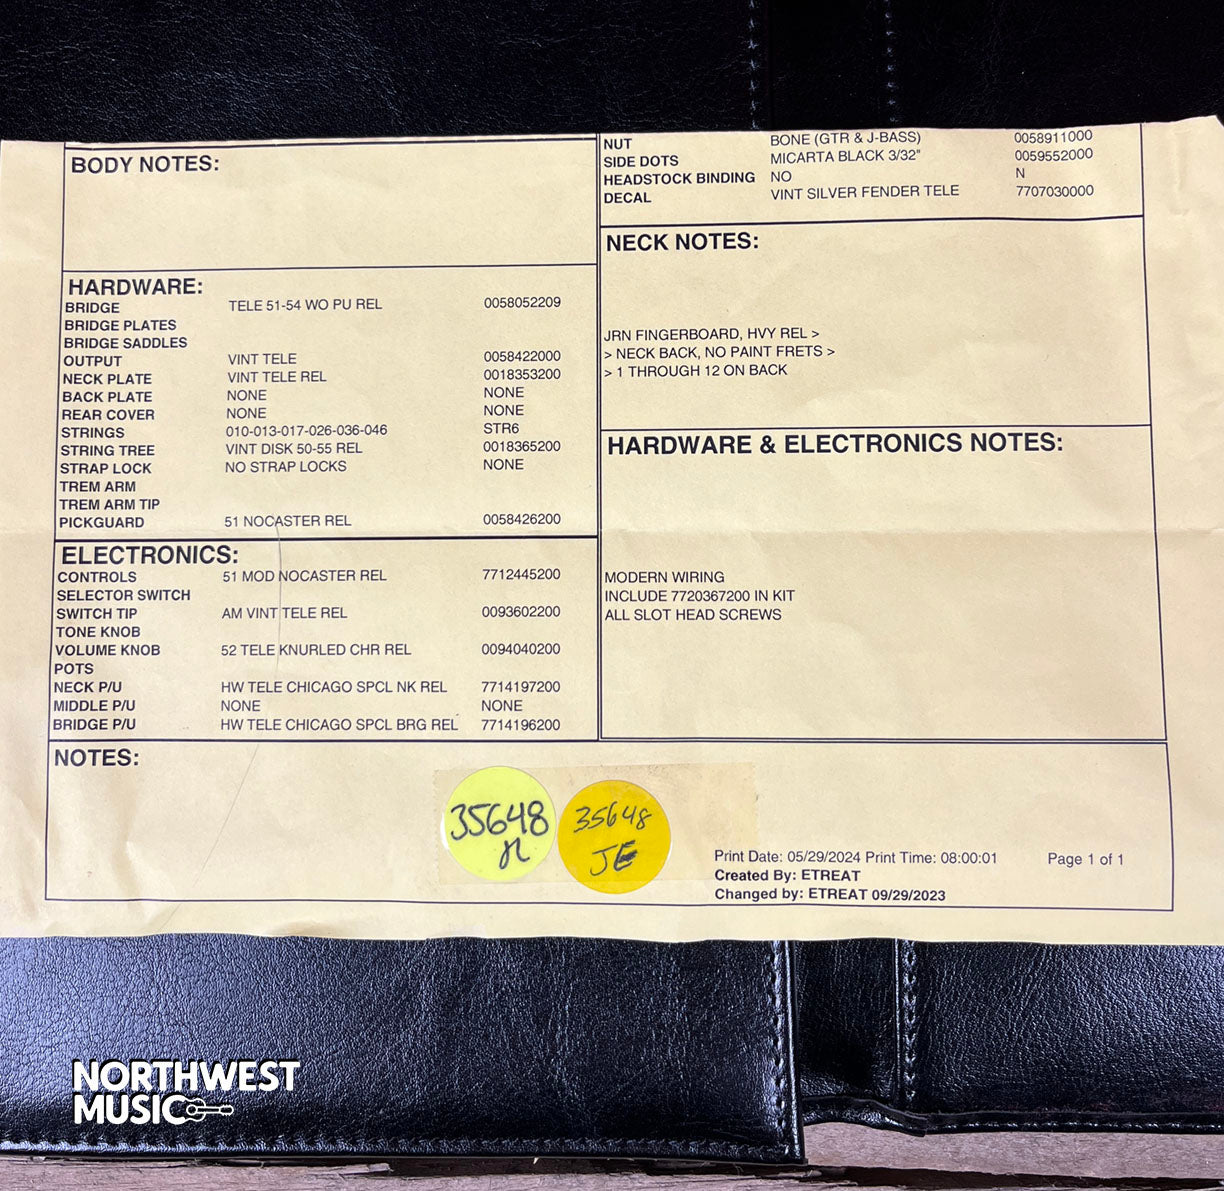 BODY NOTES:
HARDWARE:
BRIDGE TELE 51-54 WO PU REL 0058052209
BRIDGE PLATES
BRIDGE SADDLES
OUTPUT VINT TELE 0058422000
NECK PLATE VINT TELE REL 0018353200
BACK PLATE NONE NONE
REAR COVER NONE NONE
STRINGS 010-013-017-026-036-046 STR6
STRING TREE VINT DISK 50-55 REL 0018365200
STRAP LOCK NO STRAP LOCKS NONE
TREM ARM
TREM ARM TIP
PICKGUARD 51 NOCASTER REL 0058426200
ELECTRONICS:
CONTROLS 51 MOD NOCASTER REL 7712445200
SELECTOR SWITCH
SWITCH TIP AM VINT TELE REL 0093602200
TONE KNOB
VOLUME KNOB 52 TELE KNURLED CHR REL 0094040200
POTS
NECK P/U HW TELE CHICAGO SPCL NK REL 7714197200
MIDDLE P/U NONE NONE
BRIDGE P/U HW TELE CHICAGO SPCL BRG REL 7714196200
NUT BONE (GTR & J-BASS) 0058911000
SIDE DOTS MICARTA BLACK 3/32" 0059552000
HEADSTOCK BINDING NO N
DECAL VINT SILVER FENDER TELE 7707030000
NECK NOTES:
JRN FINGERBOARD, HVY REL >
> NECK BACK, NO PAINT FRETS >
> 1 THROUGH 12 ON BACK
HARDWARE & ELECTRONICS NOTES:
MODERN WIRING
INCLUDE 7720367200 IN KIT
ALL SLOT HEAD SCREWS
NOTES:
35648
35648
JE
Print Date: 05/29/2024 Print Time: 08:00:01 Page 1 of 1
Created By: ETREAT
Changed by: ETREAT 09/29/2023
NORTHWEST
MUSIC